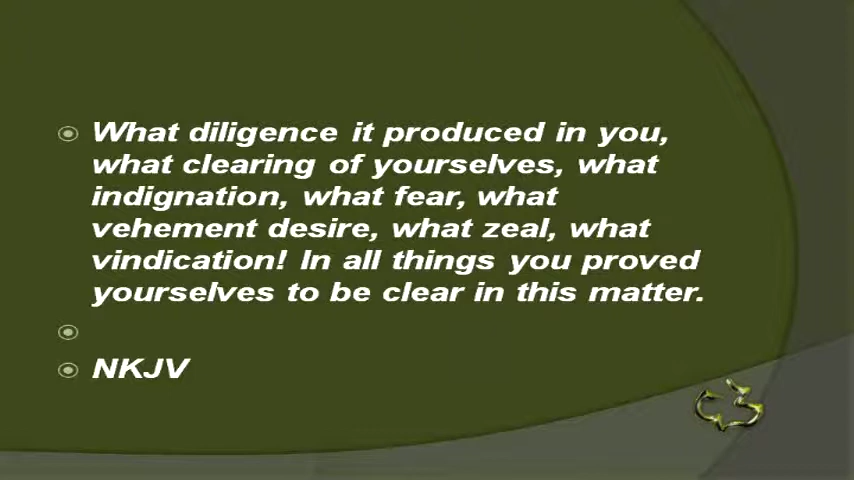 What diligence it produced in you,
what clearing of yourselves, what
indignation, what fear, what
vehement desire, what zeal, what
vindication! In all things you proved
yourselves to be clear in this matter.
NKJV